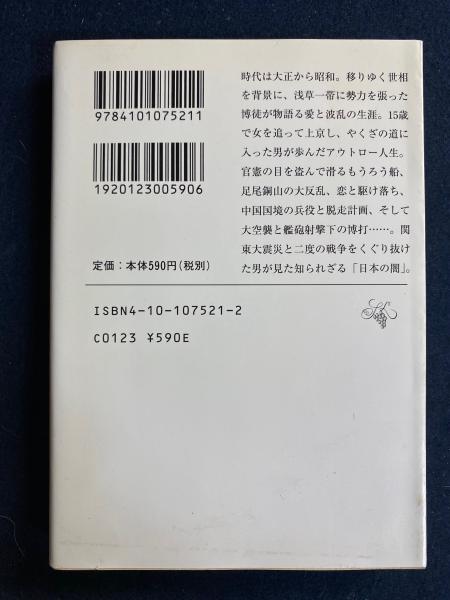 9784101075211
1920123005906
定価：本体590円（税別）
時代は大正から昭和。移りゆく世相
を背景に、浅草一帯に勢力を張った
博徒が物語る愛と波乱の生涯。15歳
で女を追って上京し、やくざの道に
入った男が歩んだアウトロー人生。
官憲の目を盗んで滑るもうろう船、
足尾銅山の大反乱、恋と駆け落ち、
中国国境の兵役と脱走計画、そして
大空襲と艦砲射撃下の博打……。関
東大震災と二度の戦争をくぐり抜け
た男が見た知られざる「日本の闇」。
ISBN4-10-107521-2
C0123 ¥590E